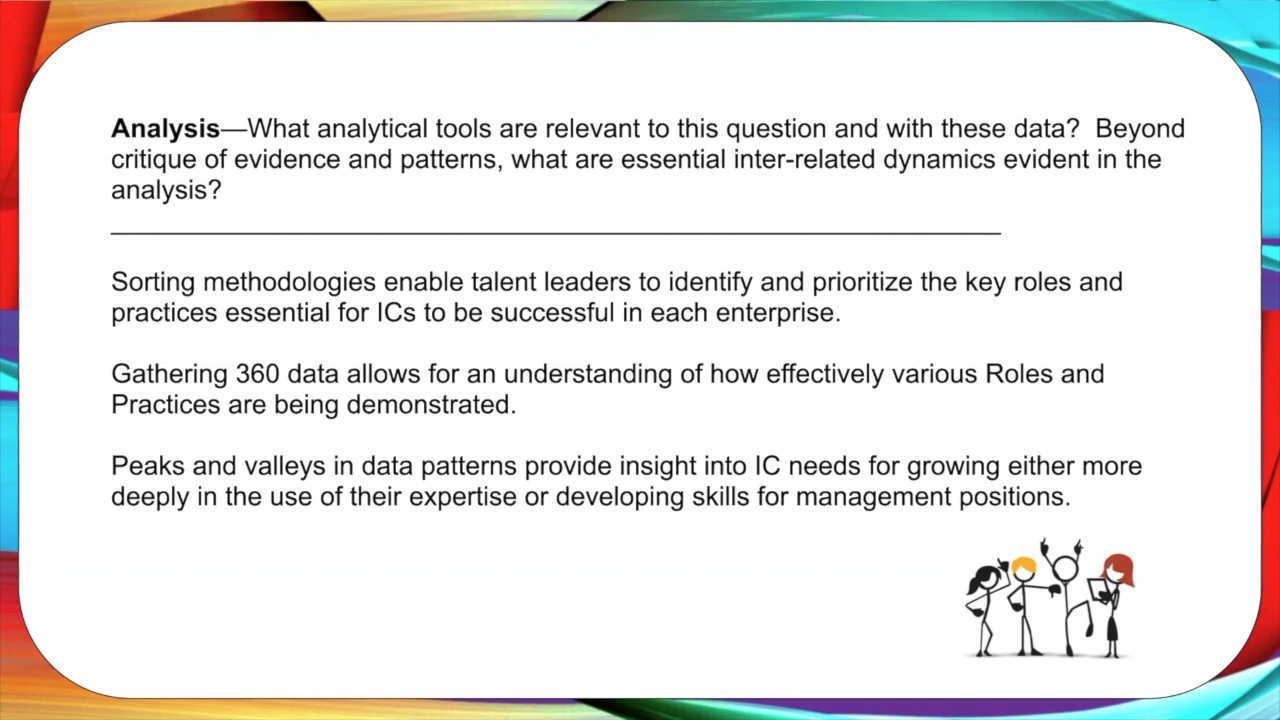 Analysis—What analytical tools are relevant to this question and with these data?  Beyond
critique of evidence and patterns, what are essential inter-related dynamics evident in the
analysis?
Sorting methodologies enable talent leaders to identify and prioritize the key roles and
practices essential for ICs to be successful in each enterprise.
Gathering 360 data allows for an understanding of how effectively various Roles and
Practices are being demonstrated.
Peaks and valleys in data patterns provide insight into IC needs for growing either more
deeply in the use of their expertise or developing skills for management positions.